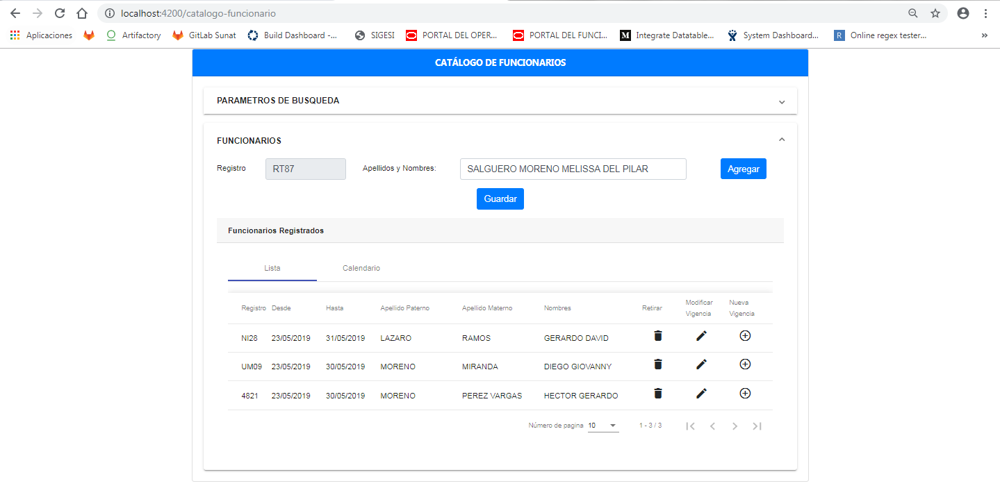 localhost:4200/catalogo-funcionario
Aplicaciones Artifactory GitLab Sunat Build Dashboard -... SIGESI PORTAL DEL OPER... PORTAL DEL FUNCI... M Integrate Datatable... System Dashboard... R Online regex tester... »
CATÁLOGO DE FUNCIONARIOS
PARAMETROS DE BUSQUEDA
FUNCIONARIOS
Registro RT87 Apellidos y Nombres: SALGUERO MORENO MELISSA DEL PILAR Agregar
Guardar
Funcionarios Registrados
Lista Calendario
Registro Desde Hasta Apellido Paterno Apellido Materno Nombres Retirar Modificar Vigencia Nueva Vigencia
NI28 23/05/2019 31/05/2019 LAZARO RAMOS GERARDO DAVID
UM09 23/05/2019 30/05/2019 MORENO MIRANDA DIEGO GIOVANNY
4821 23/05/2019 30/05/2019 MORENO PEREZ VARGAS HECTOR GERARDO
Número de pagina 10 1 - 3 / 3